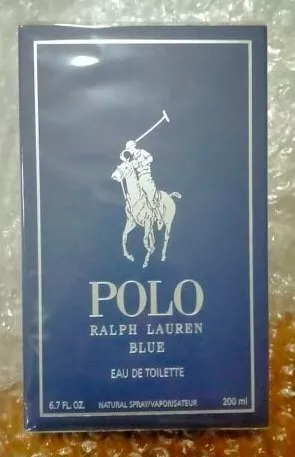 POLO
RALPH LAUREN
BLUE
EAU DE TOILETTE
6.7 FL. OZ. NATURAL SPRAY/VAPORISATEUR 200 ml